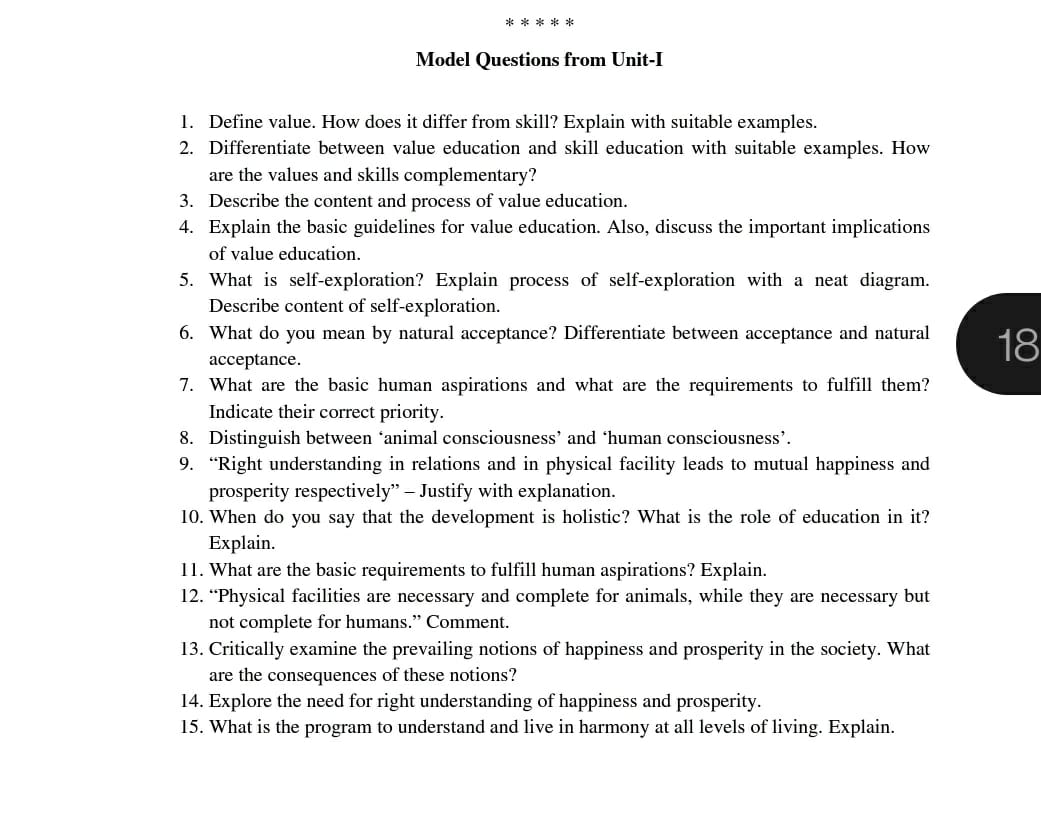 * * * * *
Model Questions from Unit-I
1. Define value. How does it differ from skill? Explain with suitable examples.
2. Differentiate between value education and skill education with suitable examples. How
are the values and skills complementary?
3. Describe the content and process of value education.
4. Explain the basic guidelines for value education. Also, discuss the important implications
of value education.
5. What is self-exploration? Explain process of self-exploration with a neat diagram.
Describe content of self-exploration.
6. What do you mean by natural acceptance? Differentiate between acceptance and natural
acceptance.
7. What are the basic human aspirations and what are the requirements to fulfill them?
Indicate their correct priority.
8. Distinguish between ‘animal consciousness’ and ‘human consciousness’.
9. “Right understanding in relations and in physical facility leads to mutual happiness and
prosperity respectively” – Justify with explanation.
10. When do you say that the development is holistic? What is the role of education in it?
Explain.
11. What are the basic requirements to fulfill human aspirations? Explain.
12. “Physical facilities are necessary and complete for animals, while they are necessary but
not complete for humans.” Comment.
13. Critically examine the prevailing notions of happiness and prosperity in the society. What
are the consequences of these notions?
14. Explore the need for right understanding of happiness and prosperity.
15. What is the program to understand and live in harmony at all levels of living. Explain.
18